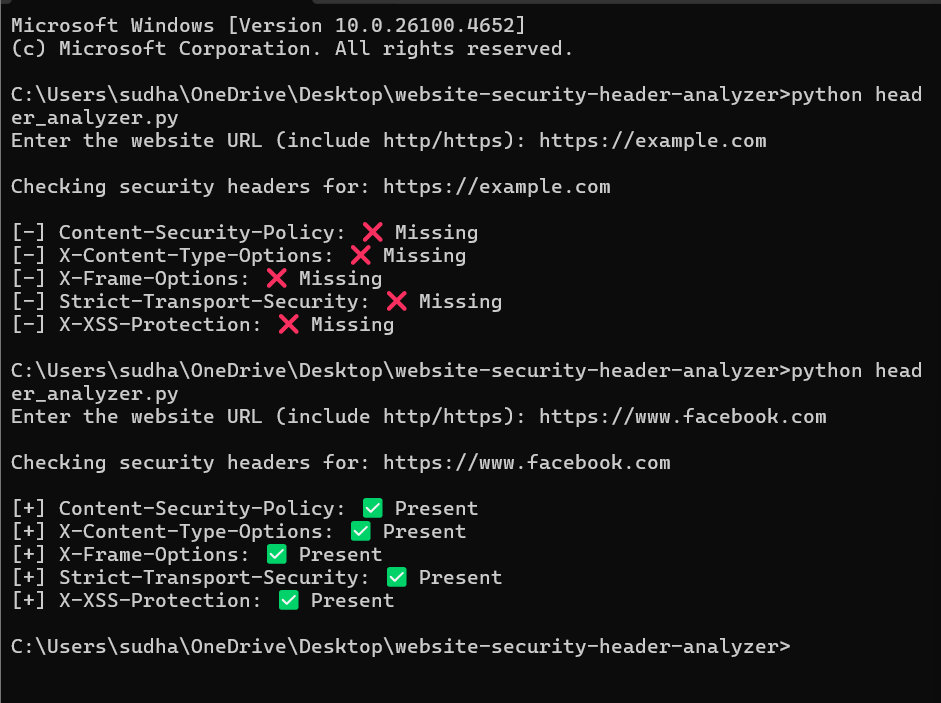 Microsoft Windows [Version 10.0.26100.4652]
(c) Microsoft Corporation. All rights reserved.
C:\Users\sudha\OneDrive\Desktop\website-security-header-analyzer>python head
er_analyzer.py
Enter the website URL (include http/https): https://example.com
Checking security headers for: https://example.com
[-] Content-Security-Policy: ❌ Missing
[-] X-Content-Type-Options: ❌ Missing
[-] X-Frame-Options: ❌ Missing
[-] Strict-Transport-Security: ❌ Missing
[-] X-XSS-Protection: ❌ Missing
C:\Users\sudha\OneDrive\Desktop\website-security-header-analyzer>python head
er_analyzer.py
Enter the website URL (include http/https): https://www.facebook.com
Checking security headers for: https://www.facebook.com
[+] Content-Security-Policy: ✅ Present
[+] X-Content-Type-Options: ✅ Present
[+] X-Frame-Options: ✅ Present
[+] Strict-Transport-Security: ✅ Present
[+] X-XSS-Protection: ✅ Present
C:\Users\sudha\OneDrive\Desktop\website-security-header-analyzer>